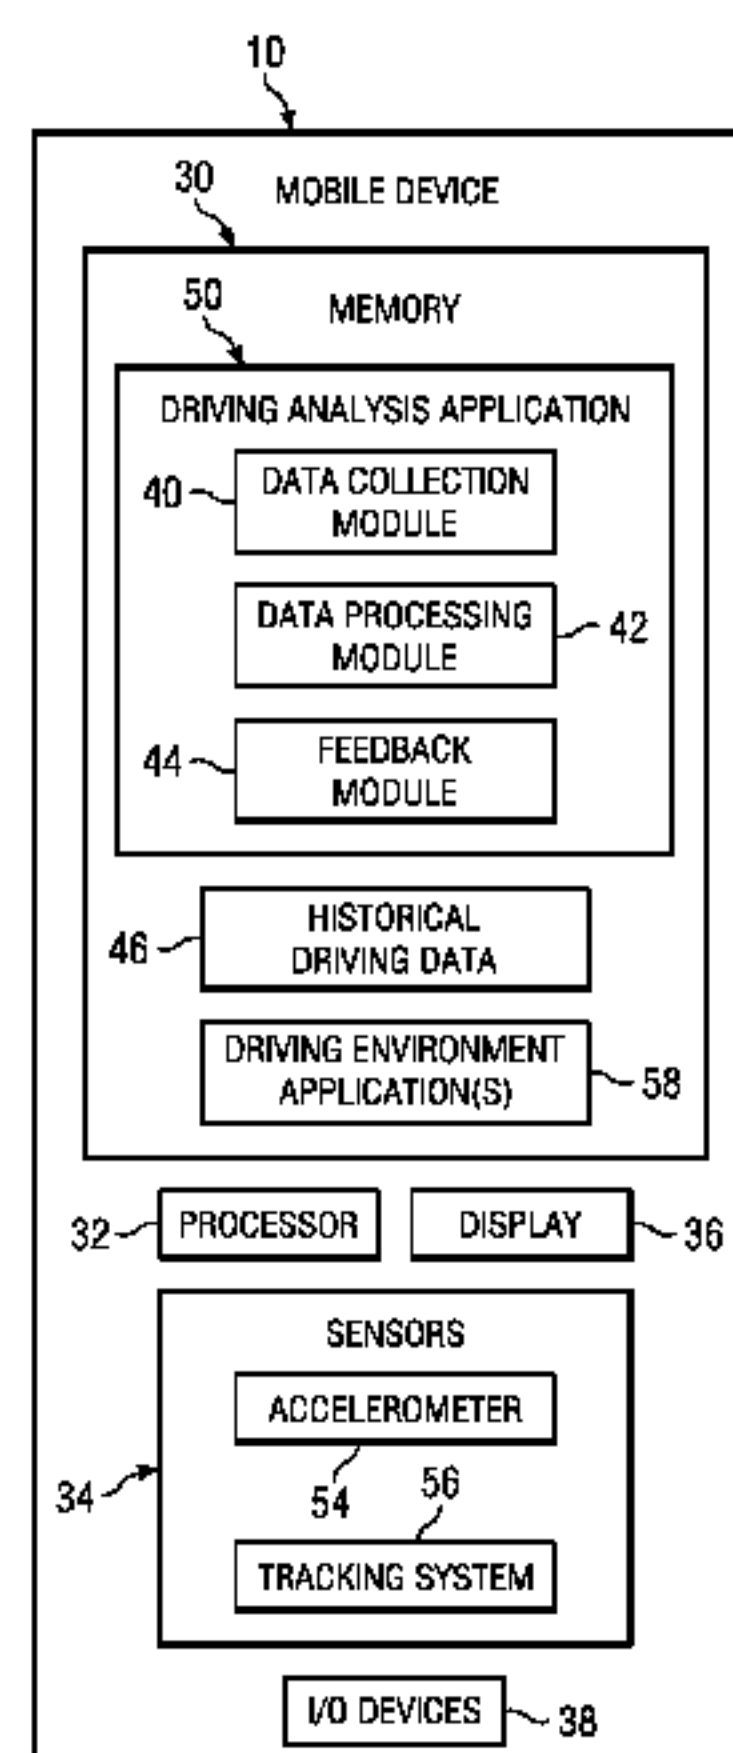 10
MOBILE DEVICE
30
MEMORY
50
DRIVING ANALYSIS APPLICATION
40
DATA COLLECTION
MODULE
DATA PROCESSING
MODULE
42
44
FEEDBACK
MODULE
46
HISTORICAL
DRIVING DATA
DRIVING ENVIRONMENT
APPLICATION(S)
58
32
PROCESSOR
DISPLAY
36
SENSORS
ACCELEROMETER
34
54
56
TRACKING SYSTEM
I/O DEVICES
38